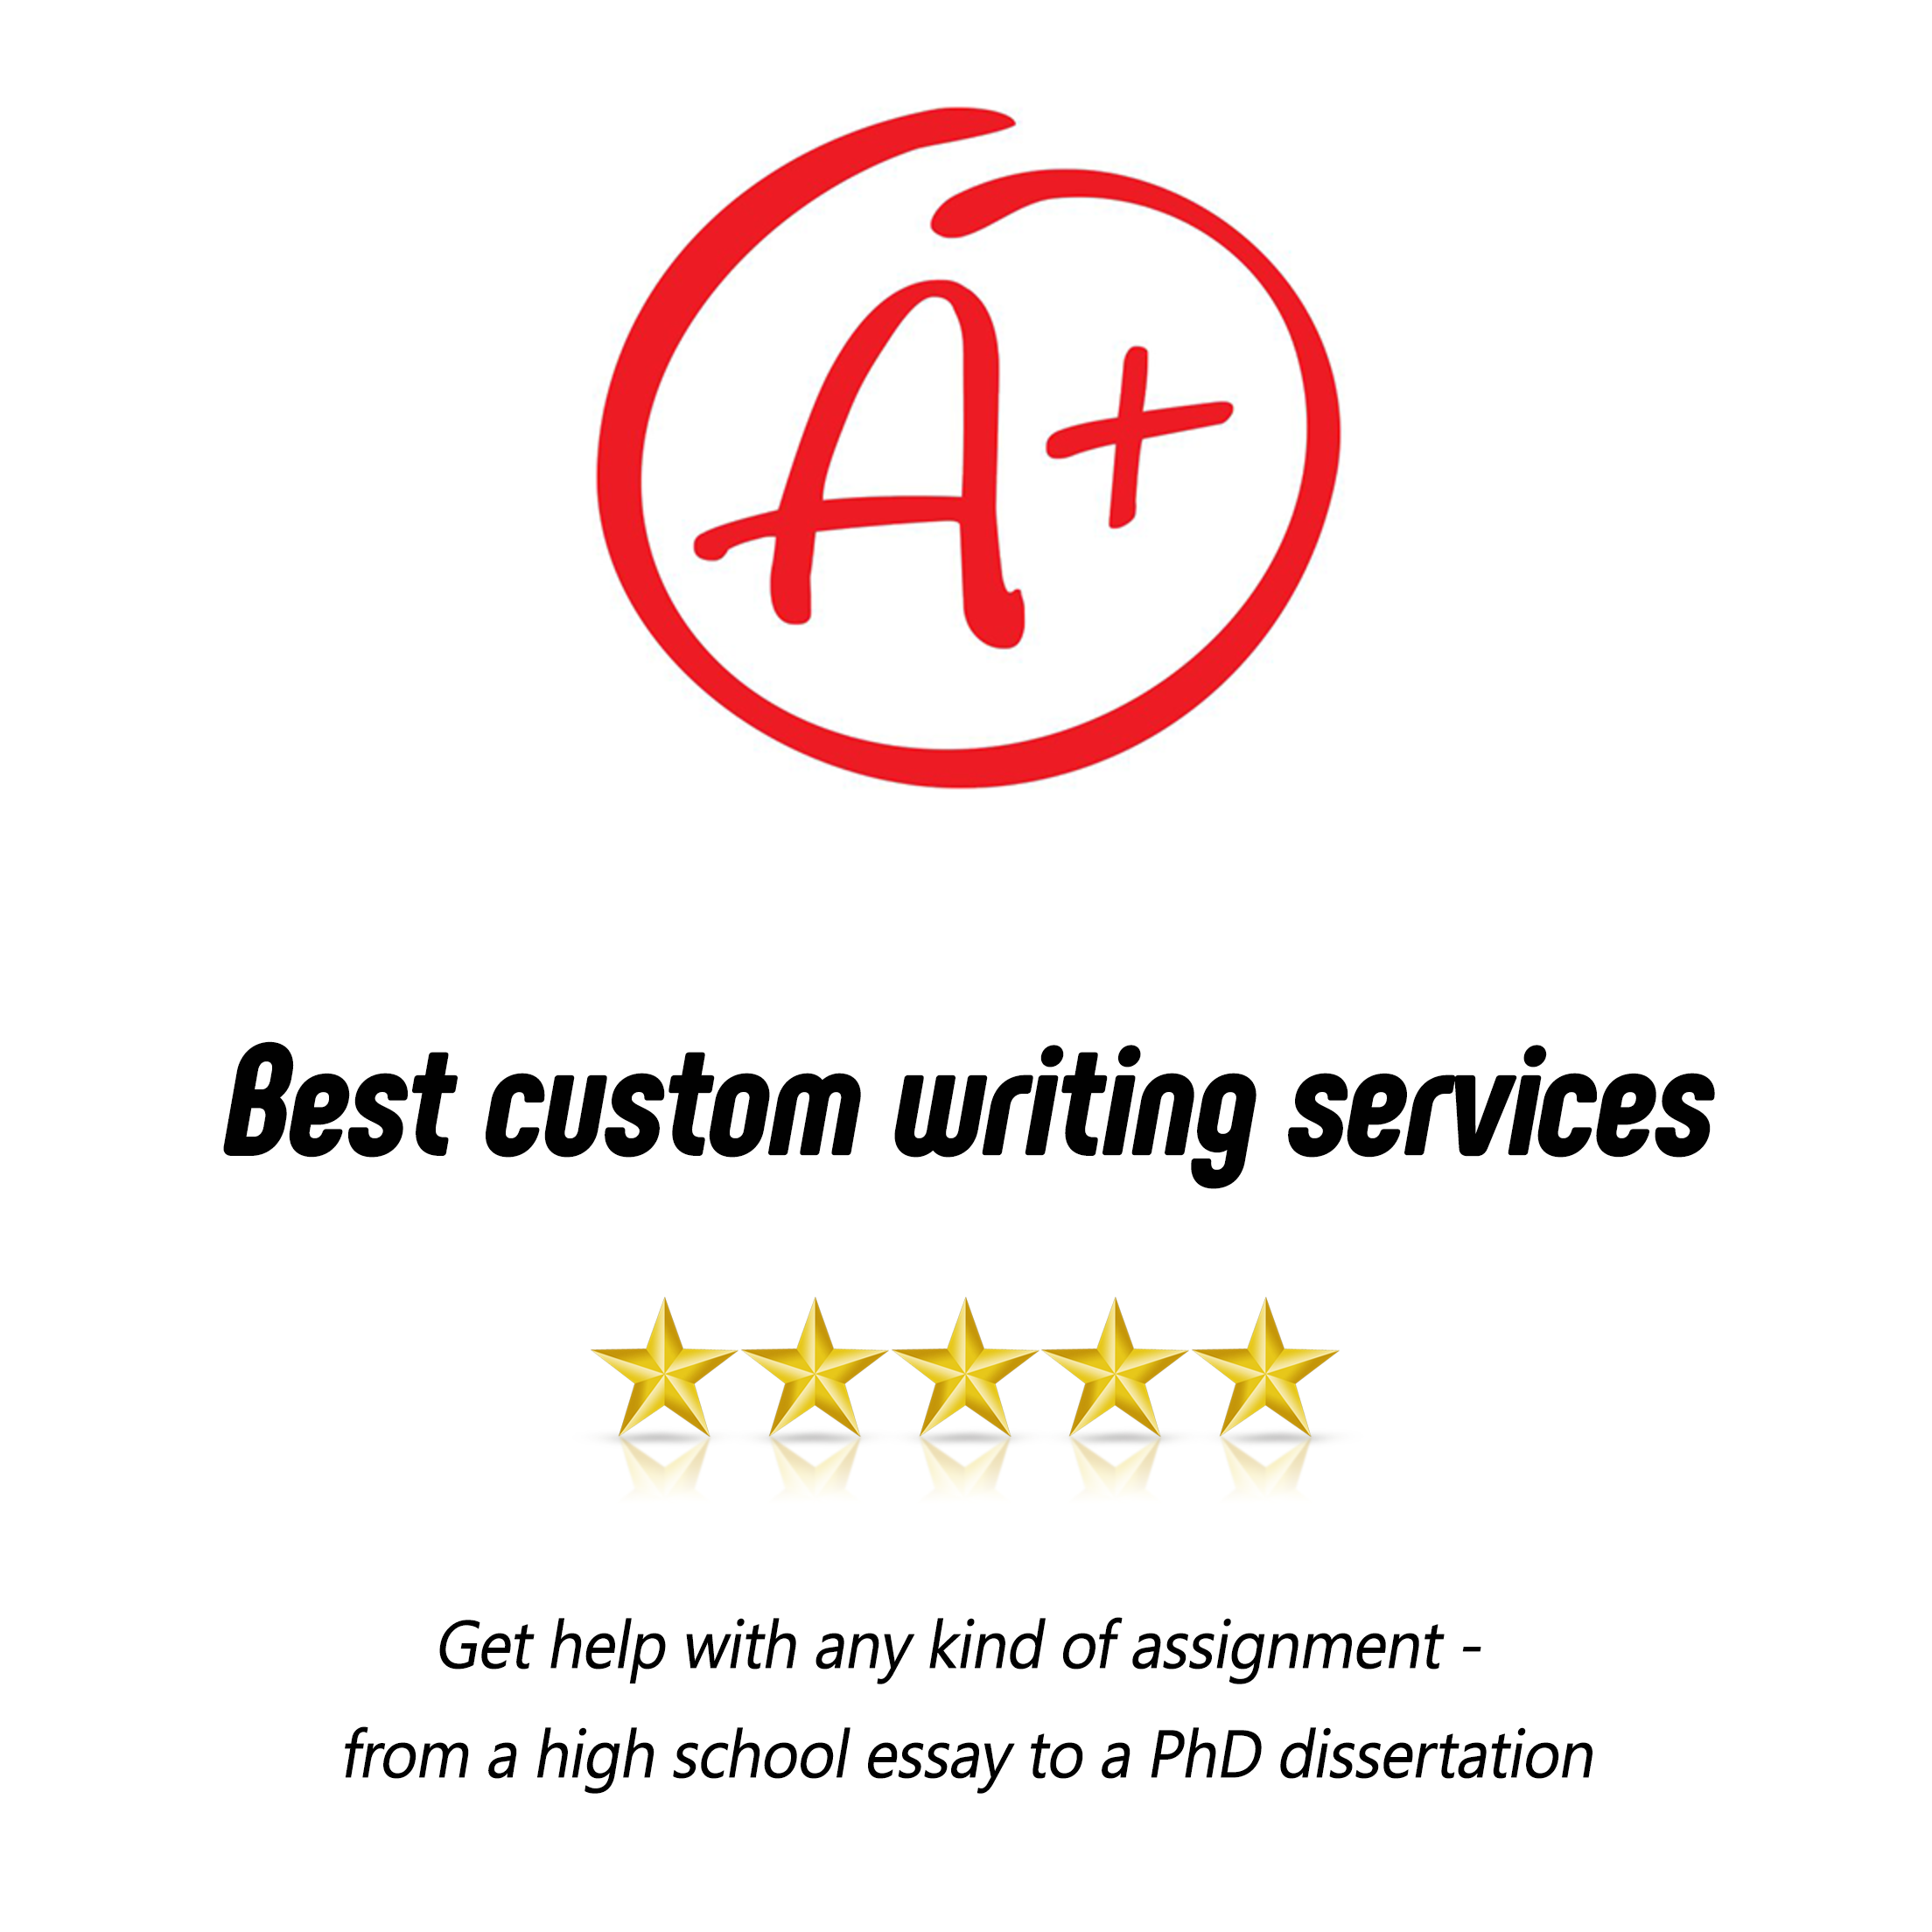 A+
Best custom writing services
Get help with any kind of assignment -
from a high school essay to a PhD dissertation